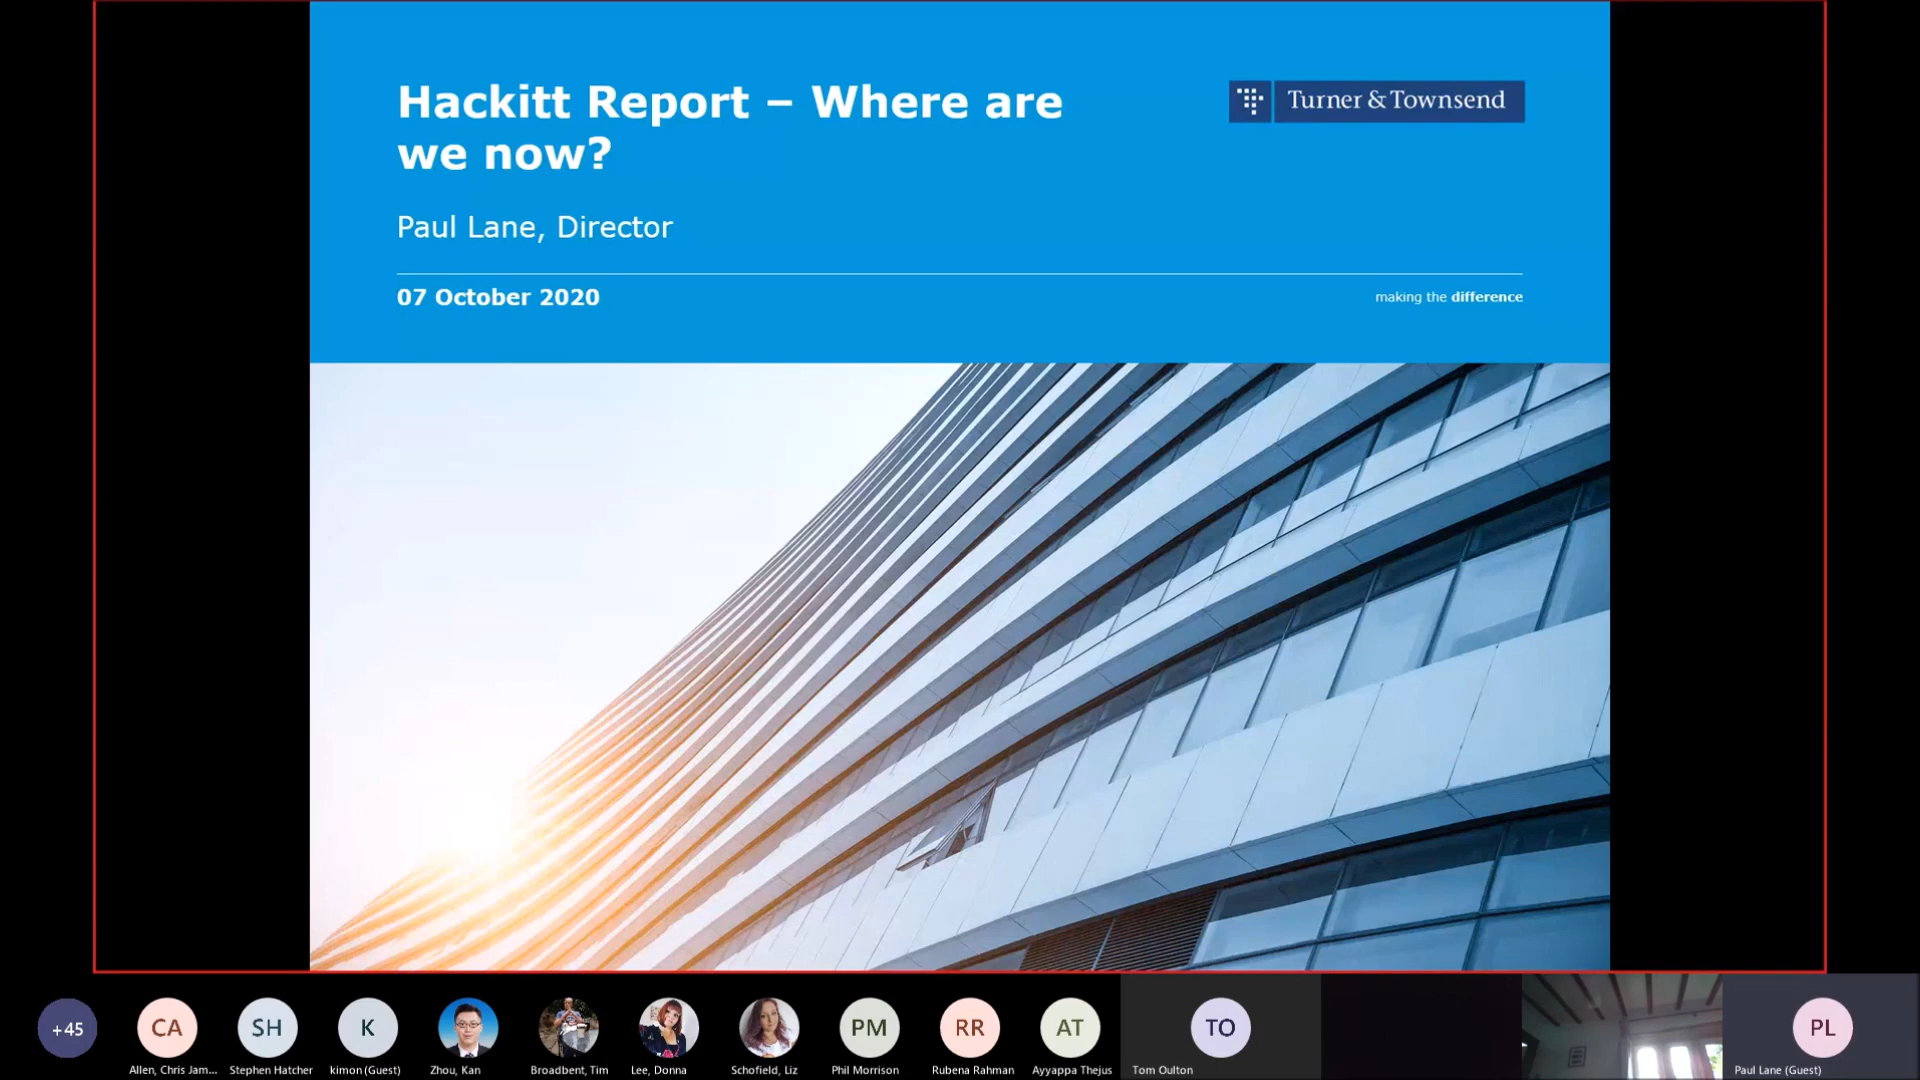 Hackitt Report – Where are
we now?
Turner & Townsend
Paul Lane, Director
07 October 2020
making the difference
+45
CA
SH
K
PM
RR
AT
TO
PL
Allen, Chris Jam...
Stephen Hatcher
kimon (Guest)
Zhou, Kan
Broadbent, Tim
Lee, Donna
Schofield, Liz
Phil Morrison
Rubena Rahman
Ayyappa Thejus
Tom Oulton
Paul Lane (Guest)